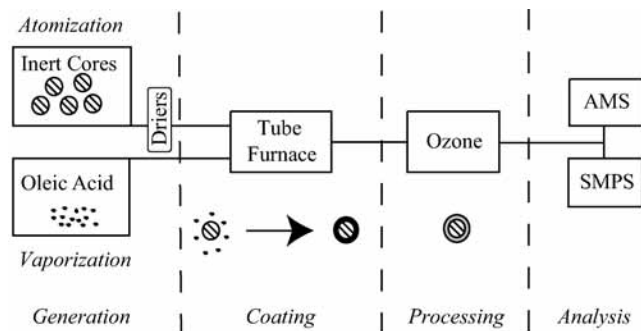 Atomization
Inert Cores
Driers
Oleic Acid
Vaporization
Tube
Furnace
Ozone
AMS
SMPS
Generation
Coating
Processing
Analysis